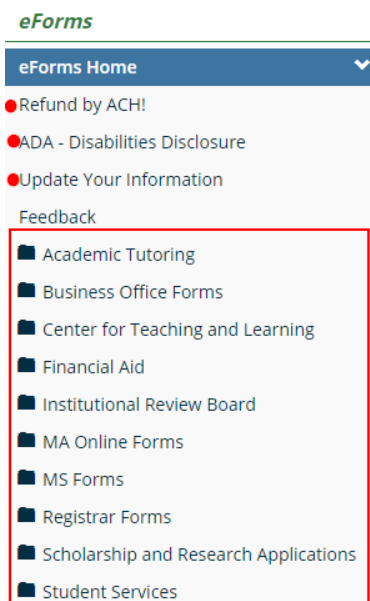 eForms
eForms Home
Refund by ACH!
ADA - Disabilities Disclosure
Update Your Information
Feedback
Academic Tutoring
Business Office Forms
Center for Teaching and Learning
Financial Aid
Institutional Review Board
MA Online Forms
MS Forms
Registrar Forms
Scholarship and Research Applications
Student Services